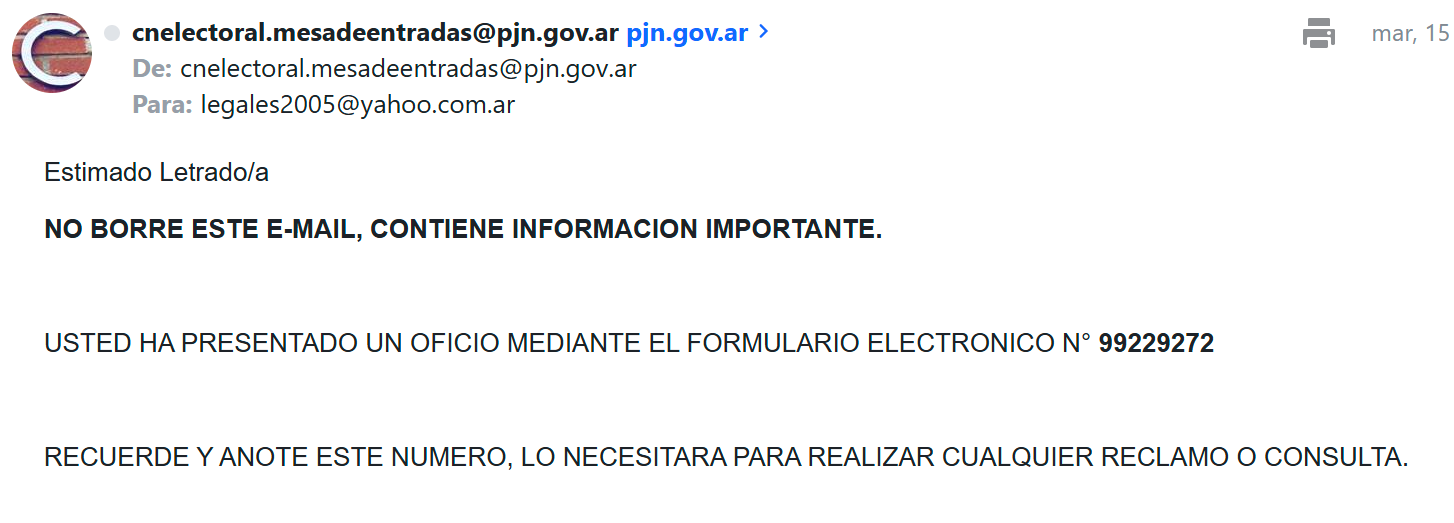 cnelectoral.mesadeentradas@pjn.gov.ar pjn.gov.ar
mar, 15
De: cnelectoral.mesadeentradas@pjn.gov.ar
Para: legales2005@yahoo.com.ar
Estimado Letrado/a
NO BORRE ESTE E-MAIL, CONTIENE INFORMACION IMPORTANTE.
USTED HA PRESENTADO UN OFICIO MEDIANTE EL FORMULARIO ELECTRONICO N° 99229272
RECUERDE Y ANOTE ESTE NUMERO, LO NECESITARA PARA REALIZAR CUALQUIER RECLAMO O CONSULTA.